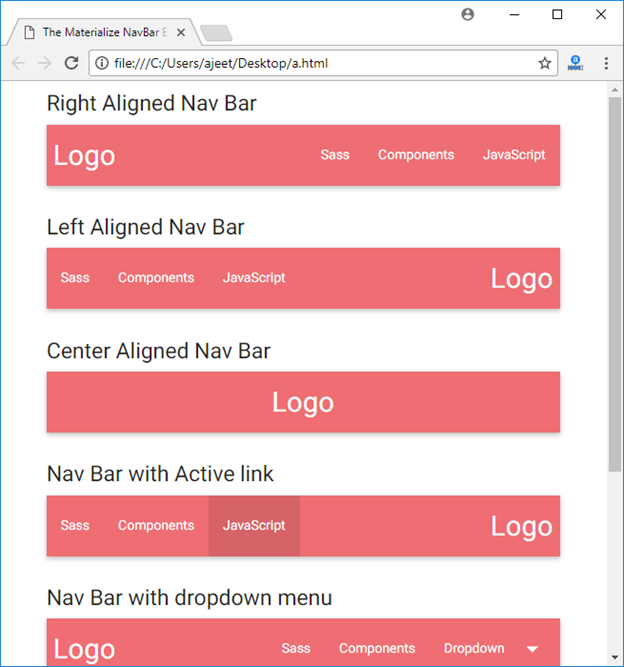 The Materialize NavBar E
file:///C:/Users/ajeet/Desktop/a.html
Right Aligned Nav Bar
Logo Sass Components JavaScript
Left Aligned Nav Bar
Sass Components JavaScript Logo
Center Aligned Nav Bar
Logo
Nav Bar with Active link
Sass Components JavaScript Logo
Nav Bar with dropdown menu
Logo Sass Components Dropdown